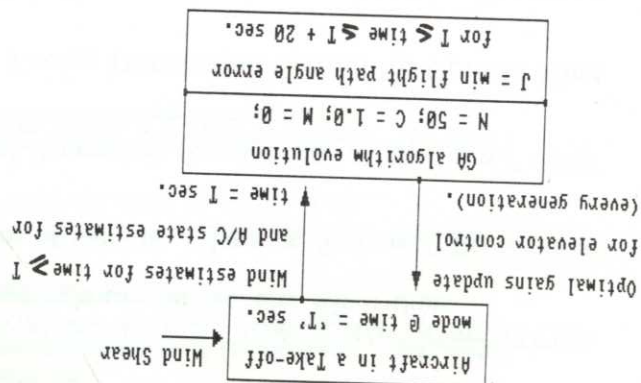 Aircraft in a Take-off
mode @ time = 'T' sec.
Wind Shear
Optimal gains update
for elevator control
(every generation).
Wind estimates for time ⩾ T
and A/C state estimates for
time = T sec.
GA algorithm evolution
N = 50; C = 1.0; M = 0;
J = min flight path angle error
for T ⩽ time ⩽ T + 20 sec.